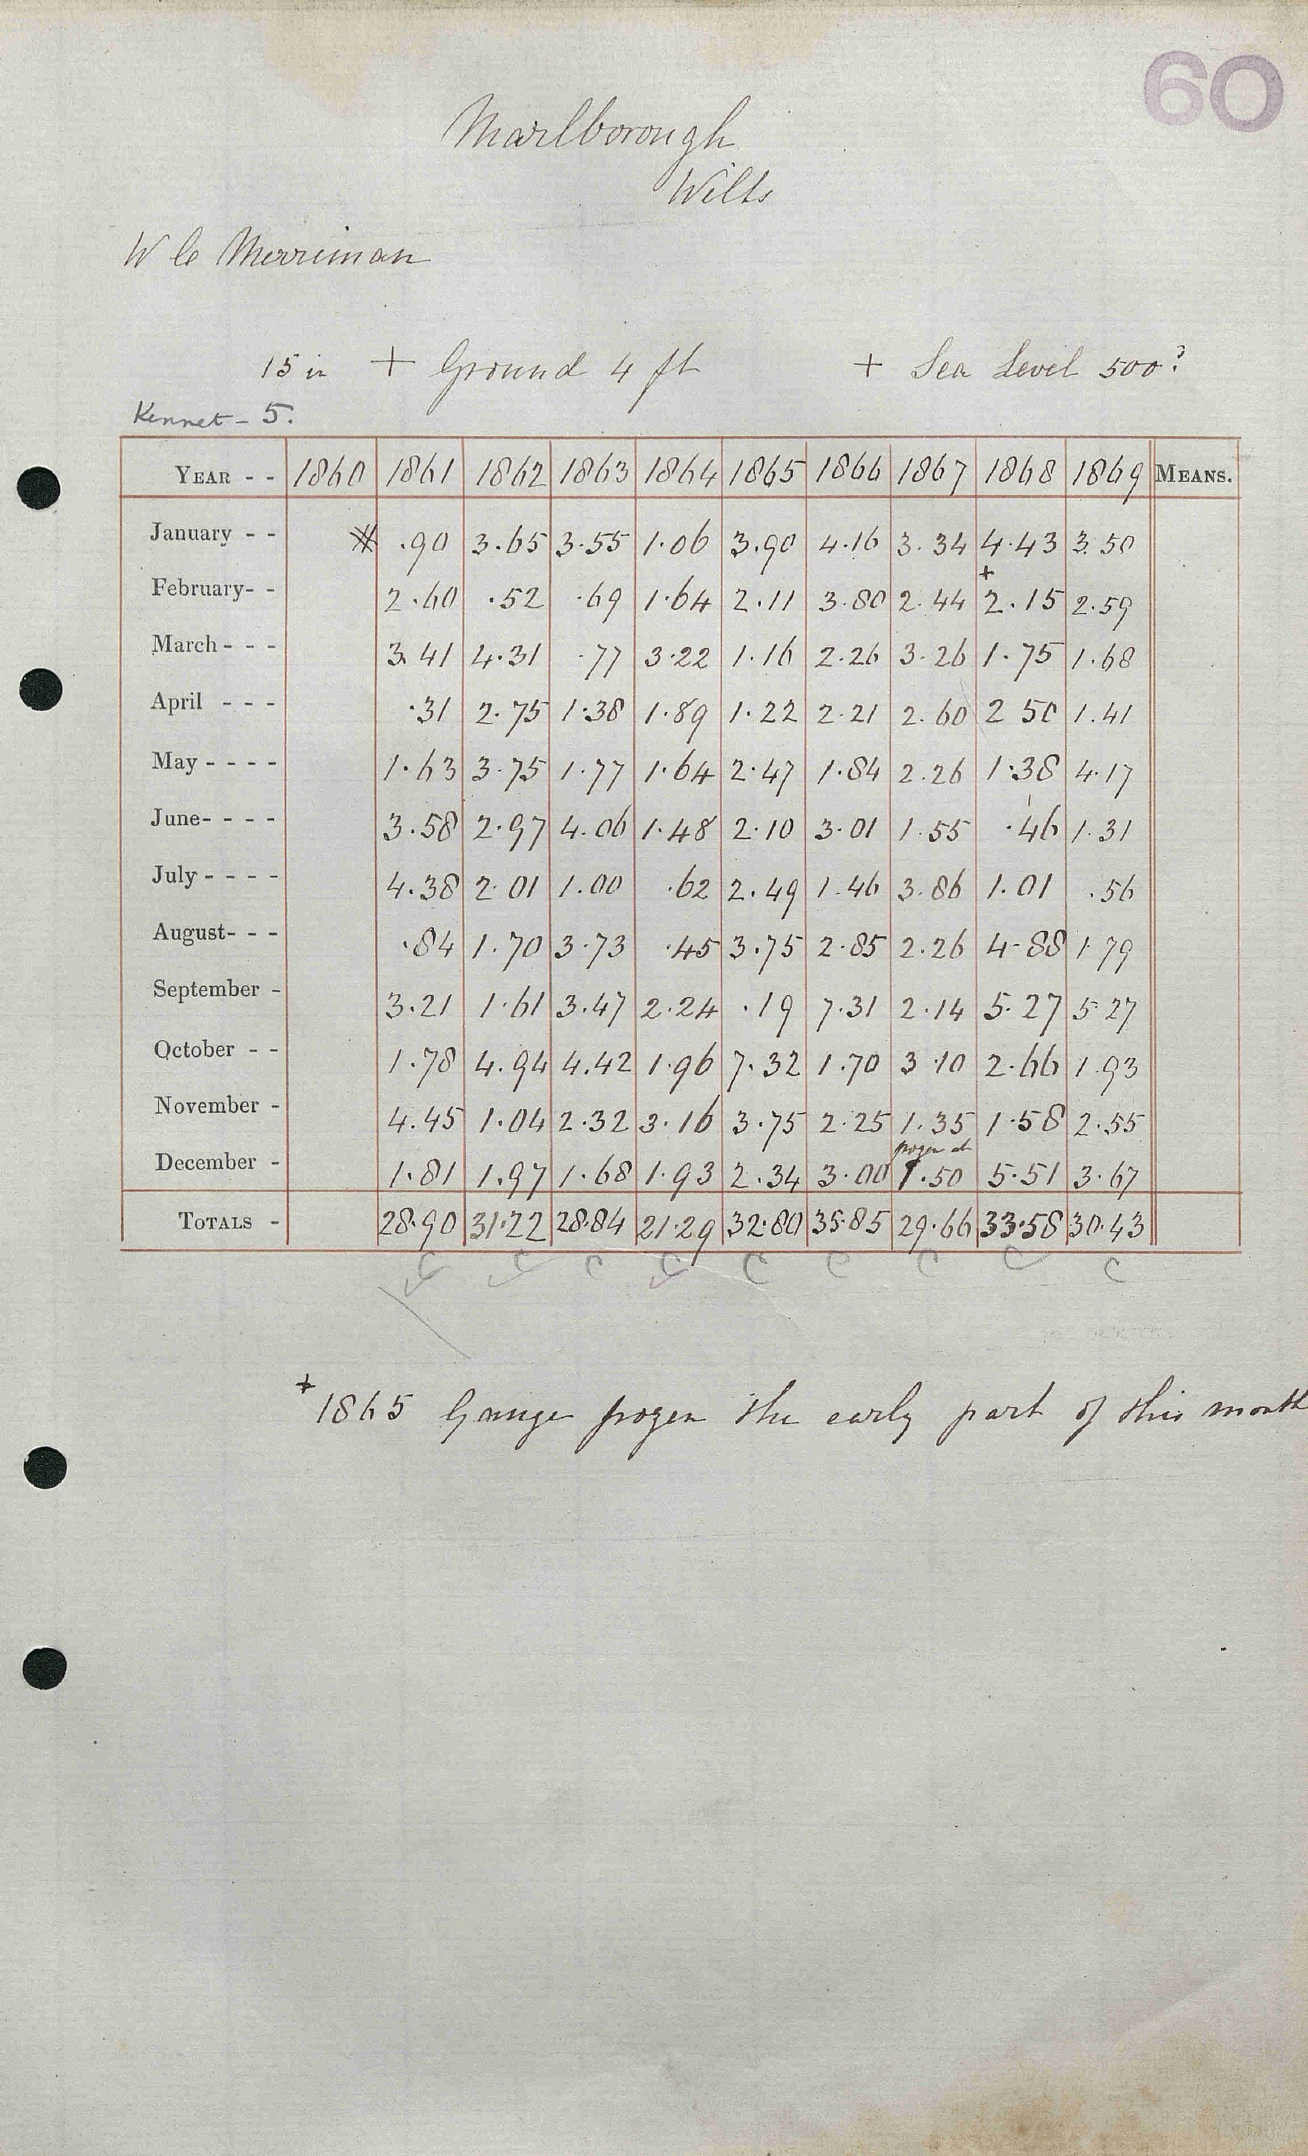 60
Marlborough
Wilts
W C Merriman
15 in + Ground 4 ft + Sea Level 500?
Kennet - 5.
YEAR - - 1860 1861 1862 1863 1864 1865 1866 1867 1868 1869 MEANS.
January - - .90 3.65 3.55 1.06 3.90 4.16 3.34 4.43 3.50
+
February- - 2.60 .52 .69 1.64 2.11 3.80 2.44 2.15 2.59
March - - - 3.41 4.31 .77 3.22 1.16 2.26 3.26 1.75 1.68
April - - - .31 2.75 1.38 1.89 1.22 2.21 2.60 2 50 1.41
May - - - - 1.63 3.75 1.77 1.64 2.47 1.84 2.26 1.38 4.17
June- - - - 3.58 2.97 4.06 1.48 2.10 3.01 1.55 .46 1.31
July - - - - 4.38 2.01 1.00 .62 2.49 1.46 3.86 1.01 .56
August- - - .84 1.70 3.73 .45 3.75 2.85 2.26 4.88 1.79
September - 3.21 1.61 3.47 2.24 .19 7.31 2.14 5.27 5.27
October - - 1.78 4.94 4.42 1.96 7.32 1.70 3.10 2.66 1.93
November - 4.45 1.04 2.32 3.16 3.75 2.25 1.35 1.58 2.55
December - 1.81 1.97 1.68 1.93 2.34 3.00 1.50 5.51 3.67
TOTALS - 28.90 31.22 28.84 21.29 32.80 35.85 29.66 33.58 30.43
C C C C C C C C C
+ 1865 Gauge frozen the early part of this month